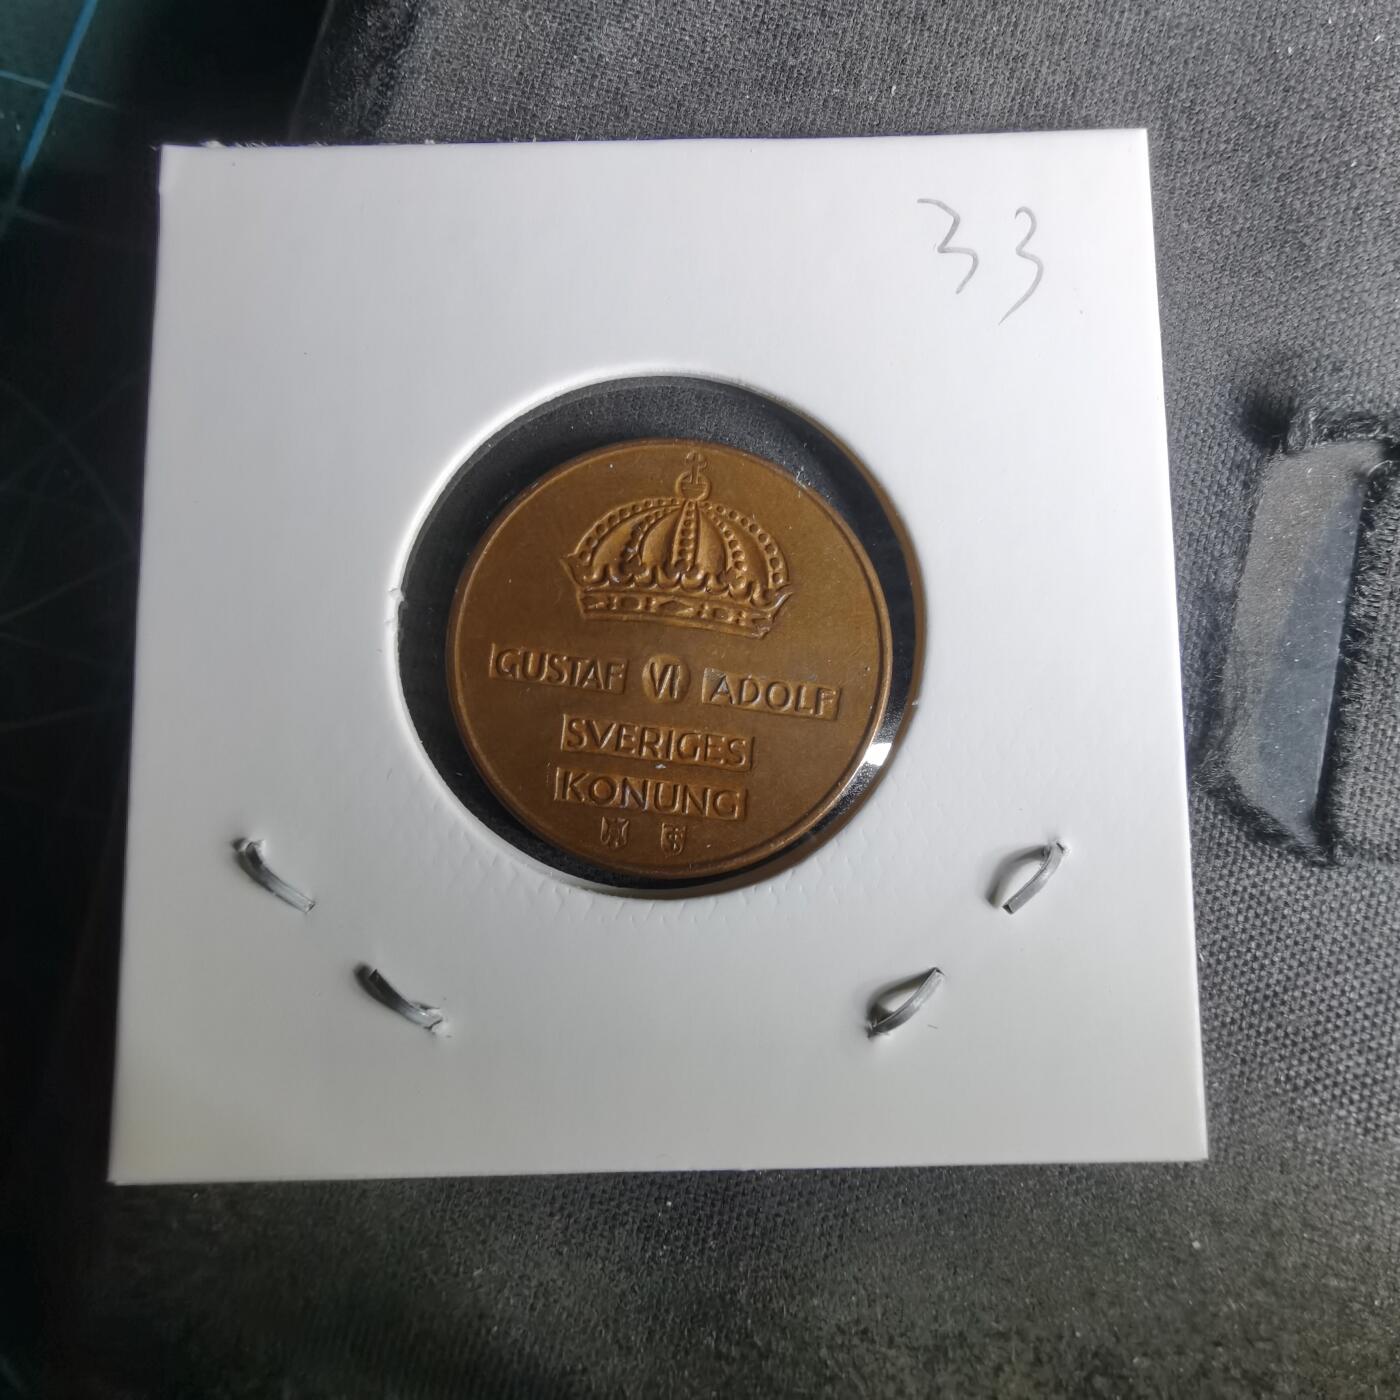 33
GUSTAF VI ADOLF
SVERIGES
KONUNG